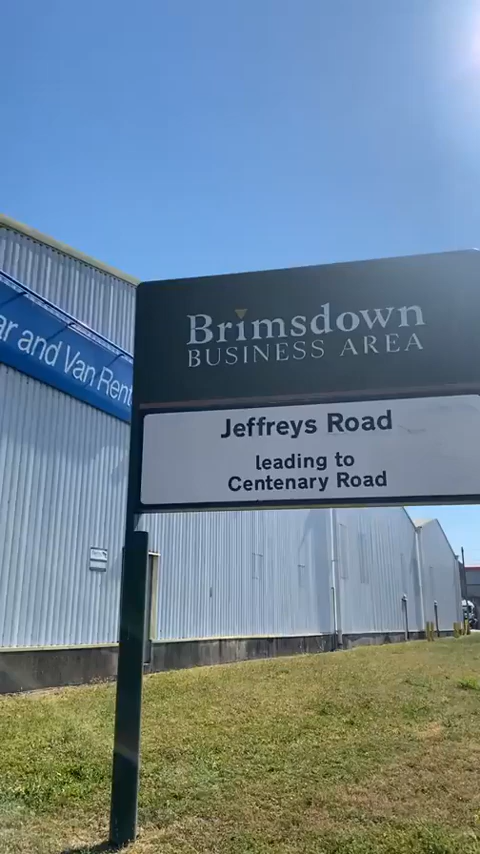 ar and Van Rent
Brimsdown
BUSINESS AREA
Jeffreys Road
leading to
Centenary Road